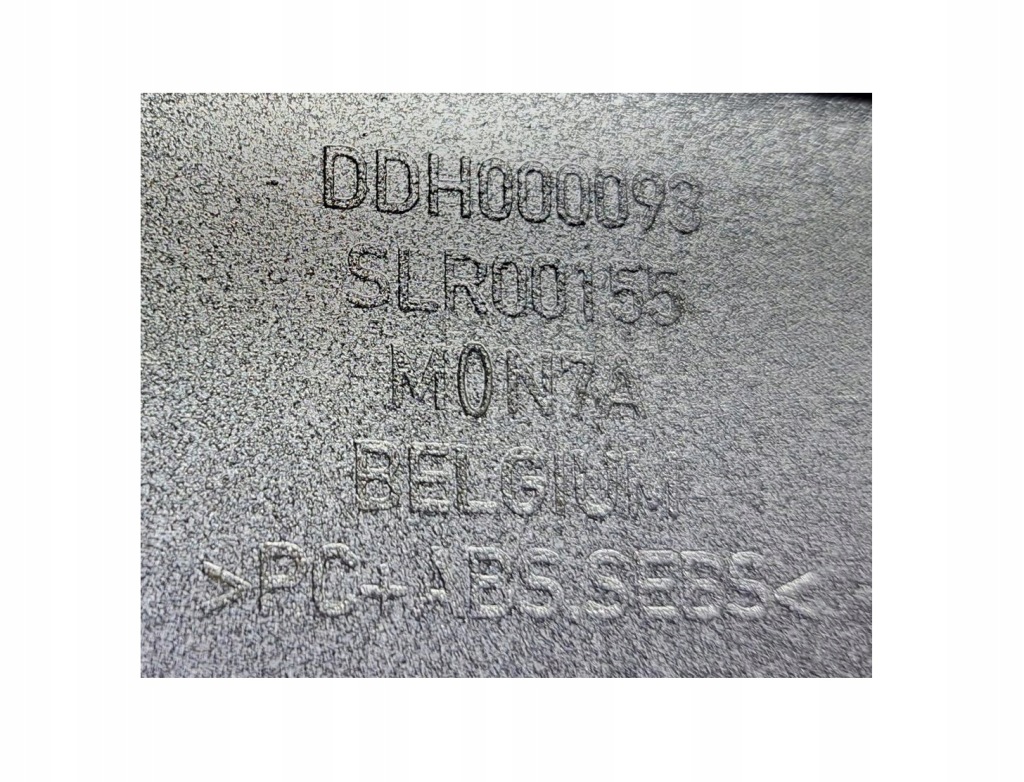 DDH000093
SLR00155
M0N7A
BELGIUM
>PC+ABS.SEBS<